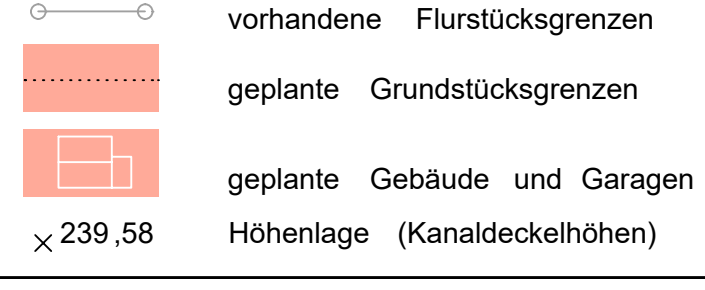 vorhandene Flurstücksgrenzen
geplante Grundstücksgrenzen
geplante Gebäude und Garagen
239,58 Höhenlage (Kanaldeckelhöhen)